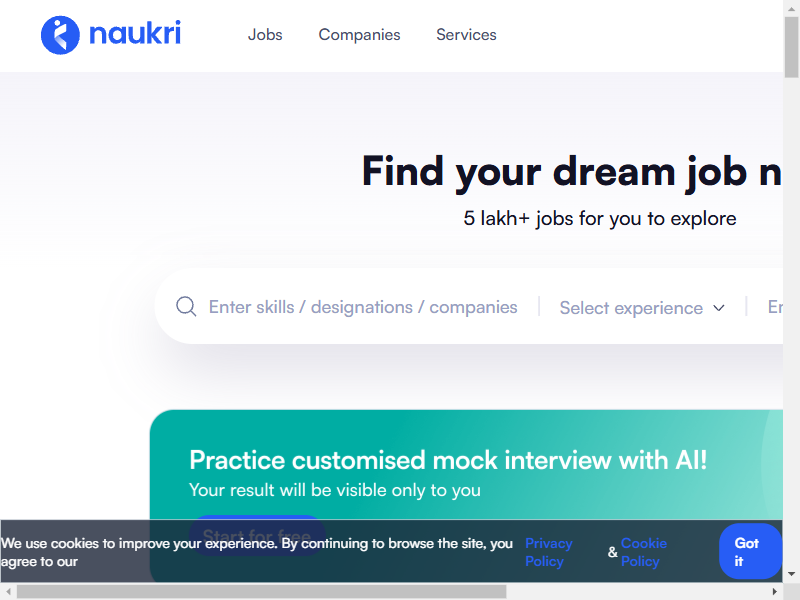 naukri
Jobs Companies Services
Find your dream job n
5 lakh+ jobs for you to explore
Enter skills / designations / companies Select experience Er
Practice customised mock interview with AI!
Your result will be visible only to you
Start for free
We use cookies to improve your experience. By continuing to browse the site, you
agree to our
Privacy
Policy
& Cookie
Policy
Got
it